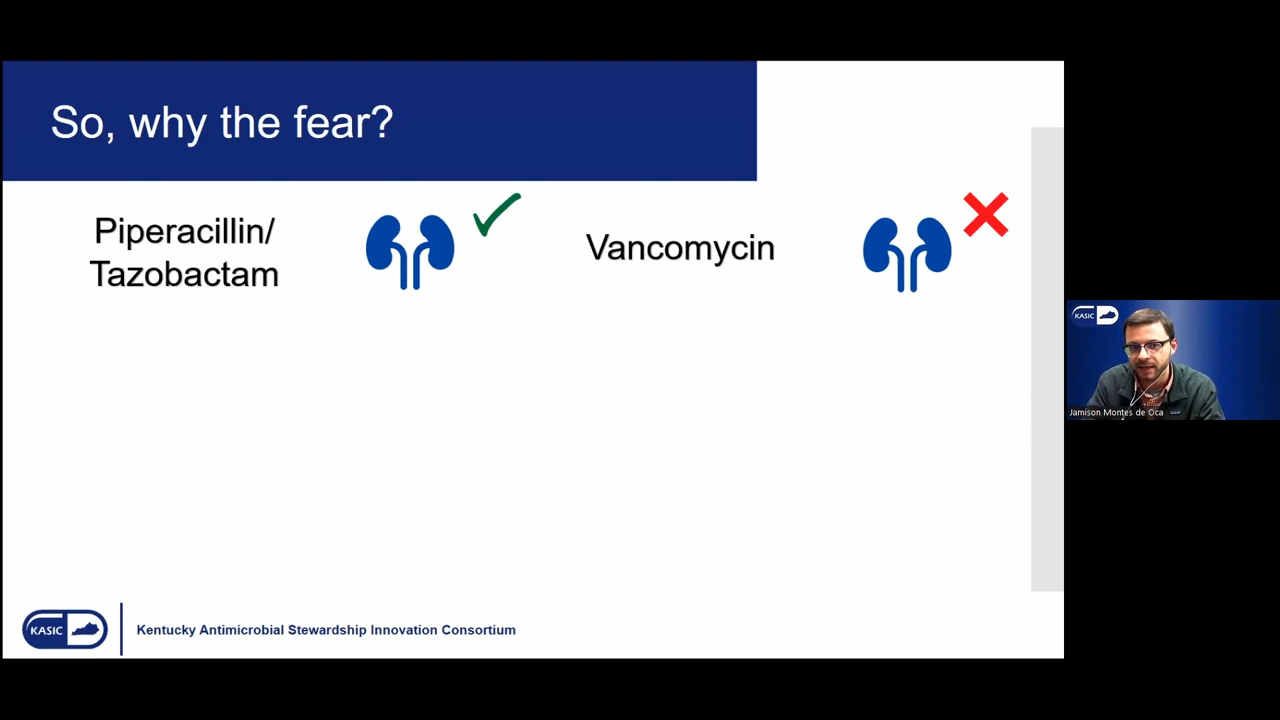 So, why the fear?
Piperacillin/
Tazobactam
Vancomycin
KASIC
Jamison Montes de Oca
KASIC
Kentucky Antimicrobial Stewardship Innovation Consortium